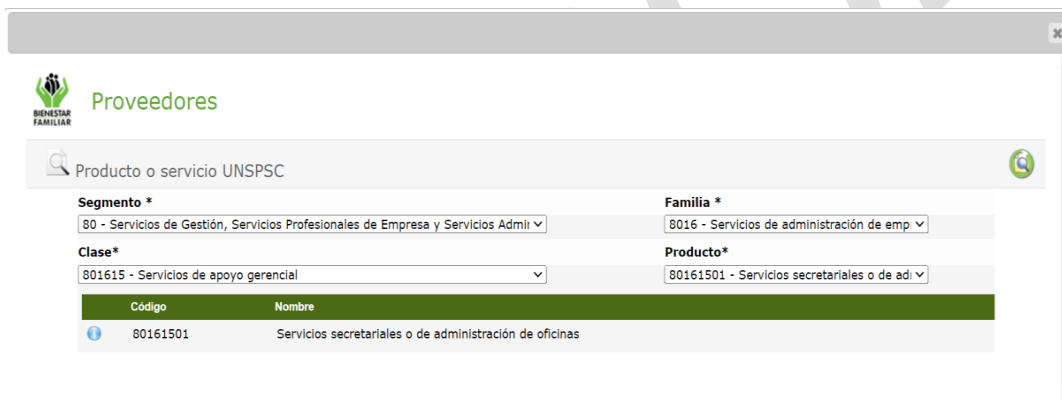 BIENESTAR
FAMILIAR
Proveedores
Producto o servicio UNSPSC
Segmento *
Familia *
80 - Servicios de Gestión, Servicios Profesionales de Empresa y Servicios Admir
8016 - Servicios de administración de emp
Clase*
Producto*
801615 - Servicios de apoyo gerencial
80161501 - Servicios secretariales o de ad
Código Nombre
80161501 Servicios secretariales o de administración de oficinas